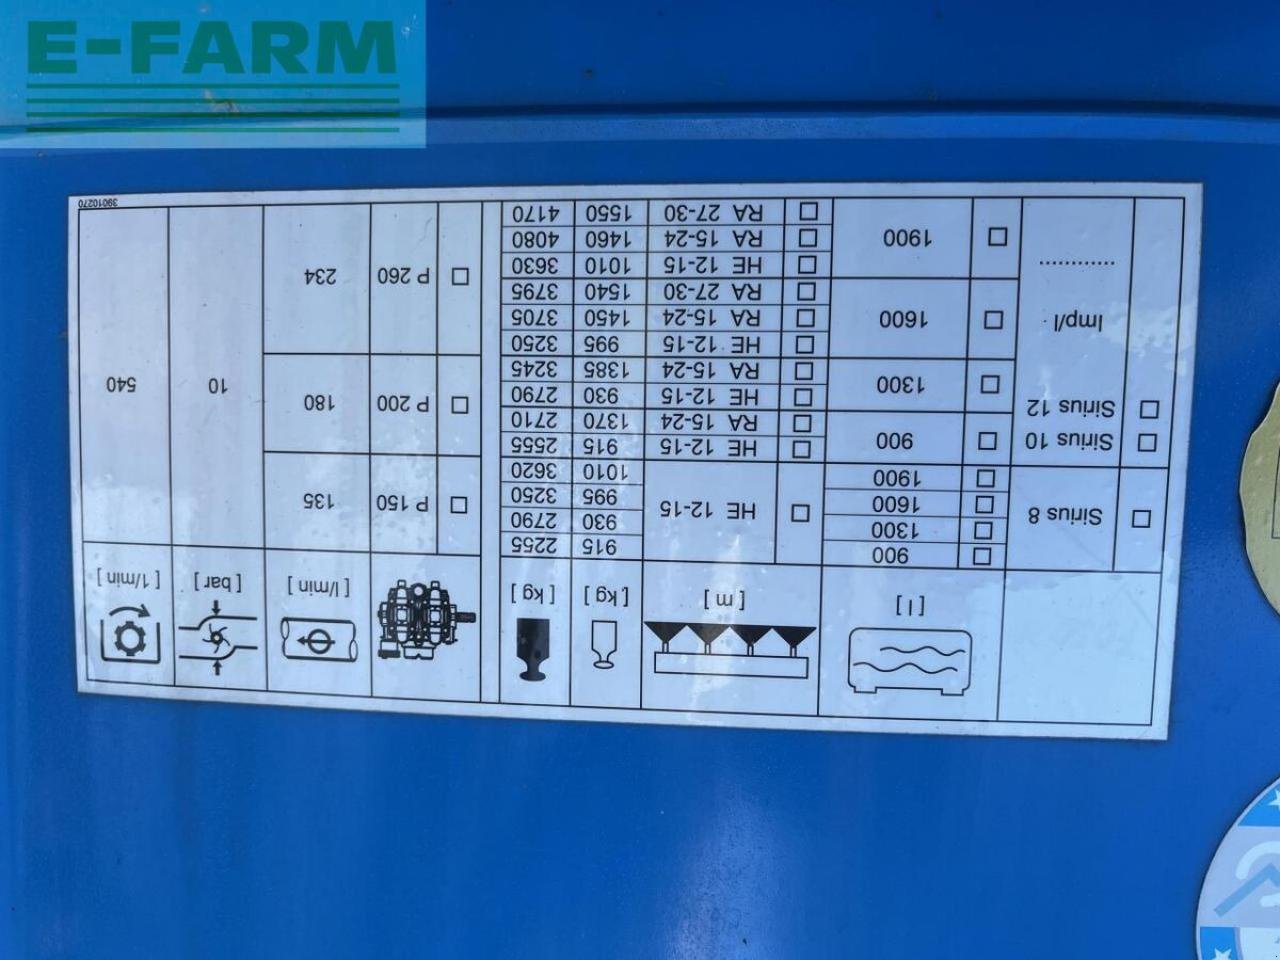 E-FARM
[ l ] [ m ] [ kg ] [ kg ] [ l/min ] [ bar ] [ 1/min ]
Sirius 8 900 HE 12-15 915 2255 P 150 135 10 540
1300 930 2790
1600 995 3250
1900 1010 3620
Sirius 10 900 HE 12-15 915 2555 P 200 180
Sirius 12 RA 15-24 1370 2710
1300 HE 12-15 930 2790
RA 15-24 1385 3245
Imp/l 1600 HE 12-15 995 3250 P 260 234
RA 15-24 1450 3705
RA 27-30 1540 3795
............ 1900 HE 12-15 1010 3630
RA 15-24 1460 4080
RA 27-30 1550 4170
39010270